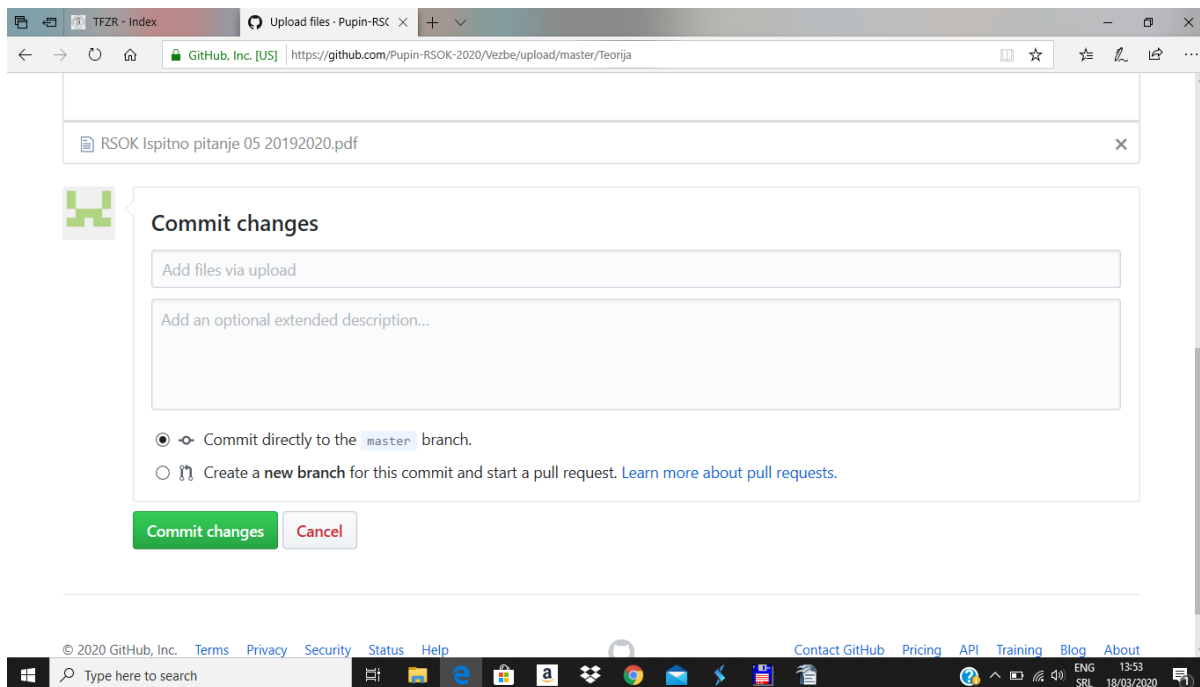 TFZR - Index
Upload files · Pupin-RSC
GitHub, Inc. [US] https://github.com/Pupin-RSOK-2020/Vezbe/upload/master/Teorija
RSOK Ispitno pitanje 05 20192020.pdf
Commit changes
Add files via upload
Add an optional extended description...
Commit directly to the master branch.
Create a new branch for this commit and start a pull request. Learn more about pull requests.
Commit changes Cancel
© 2020 GitHub, Inc. Terms Privacy Security Status Help Contact GitHub Pricing API Training Blog About
Type here to search
a
ENG
SRL
13:53
18/03/2020
1